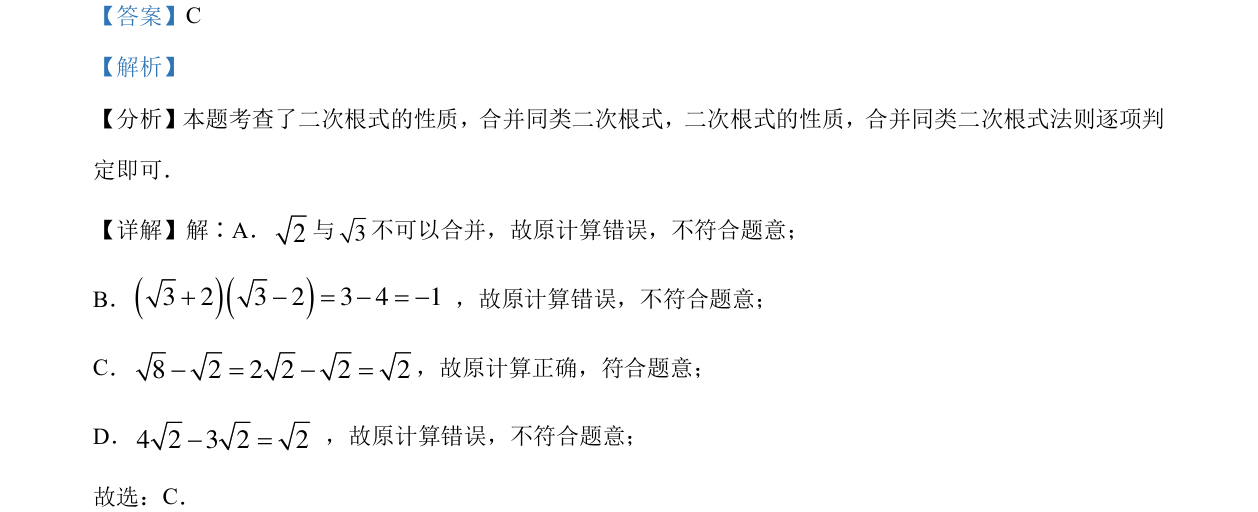 【答案】C
【解析】
【分析】本题考查了二次根式的性质，合并同类二次根式，二次根式的性质，合并同类二次根式法则逐项判
定即可．
【详解】解：A． √2 与 √3 不可以合并，故原计算错误，不符合题意；
B． (√3+2)(√3−2)=3−4=−1 ，故原计算错误，不符合题意；
C． √8−√2=2√2−√2=√2，故原计算正确，符合题意；
D． 4√2−3√2=√2 ，故原计算错误，不符合题意；
故选：C．